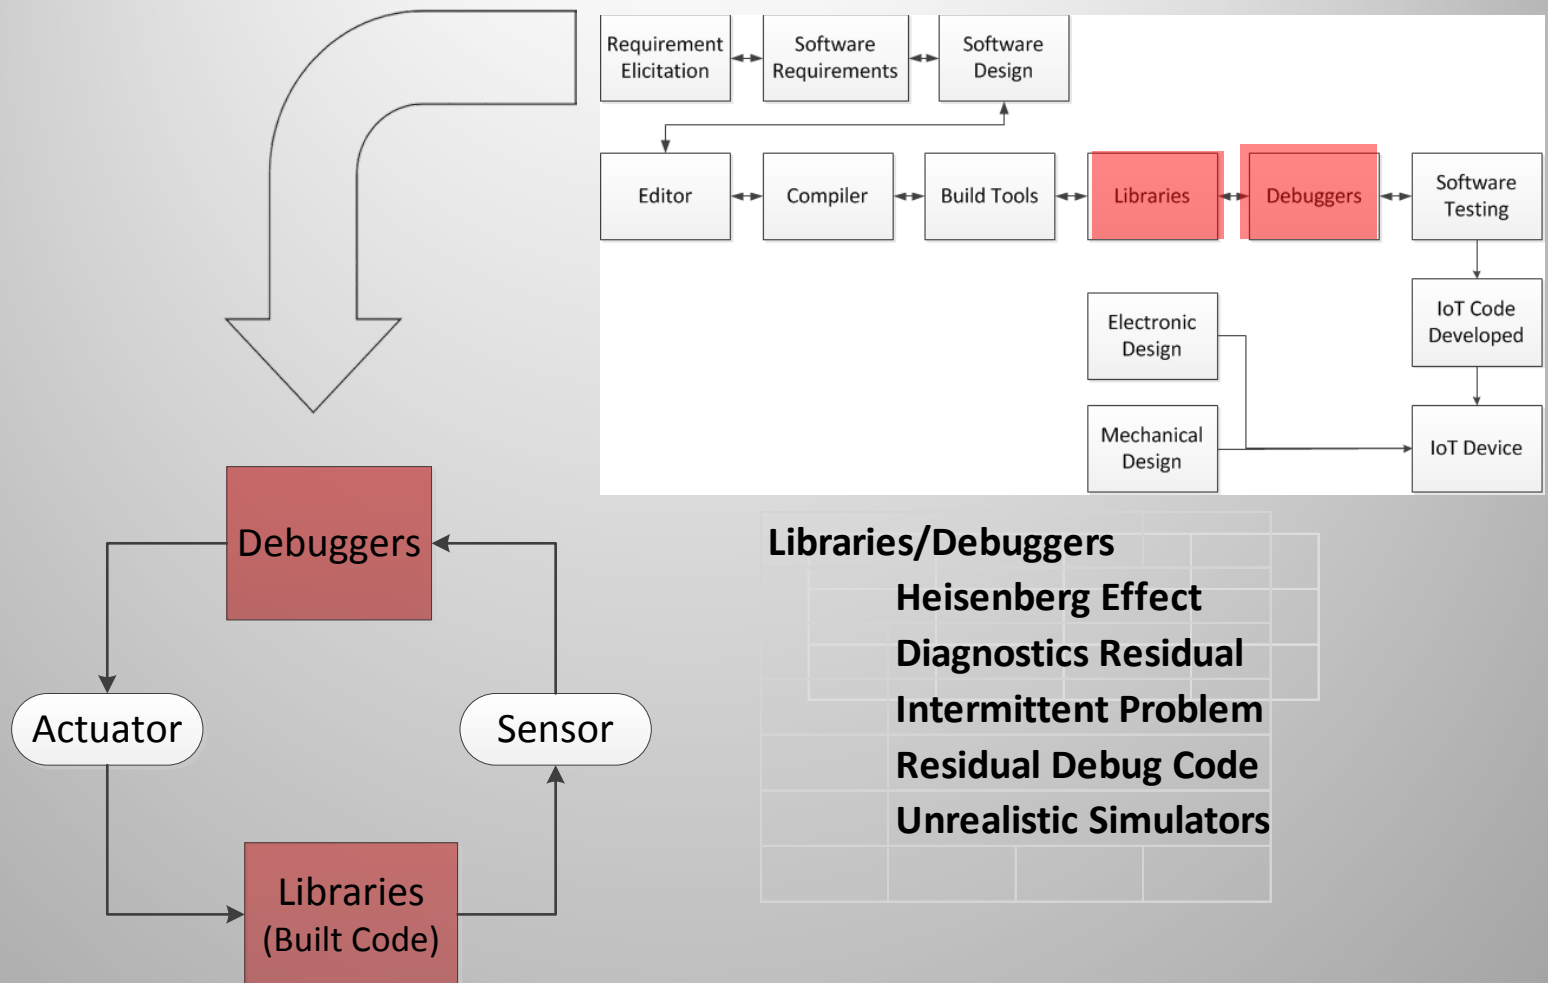 Requirement
Elicitation
Software
Requirements
Software
Design
Editor
Compiler
Build Tools
Libraries
Debuggers
Software
Testing
Electronic
Design
IoT Code
Developed
Mechanical
Design
IoT Device
Debuggers
Actuator
Sensor
Libraries
(Built Code)
Libraries/Debuggers
Heisenberg Effect
Diagnostics Residual
Intermittent Problem
Residual Debug Code
Unrealistic Simulators